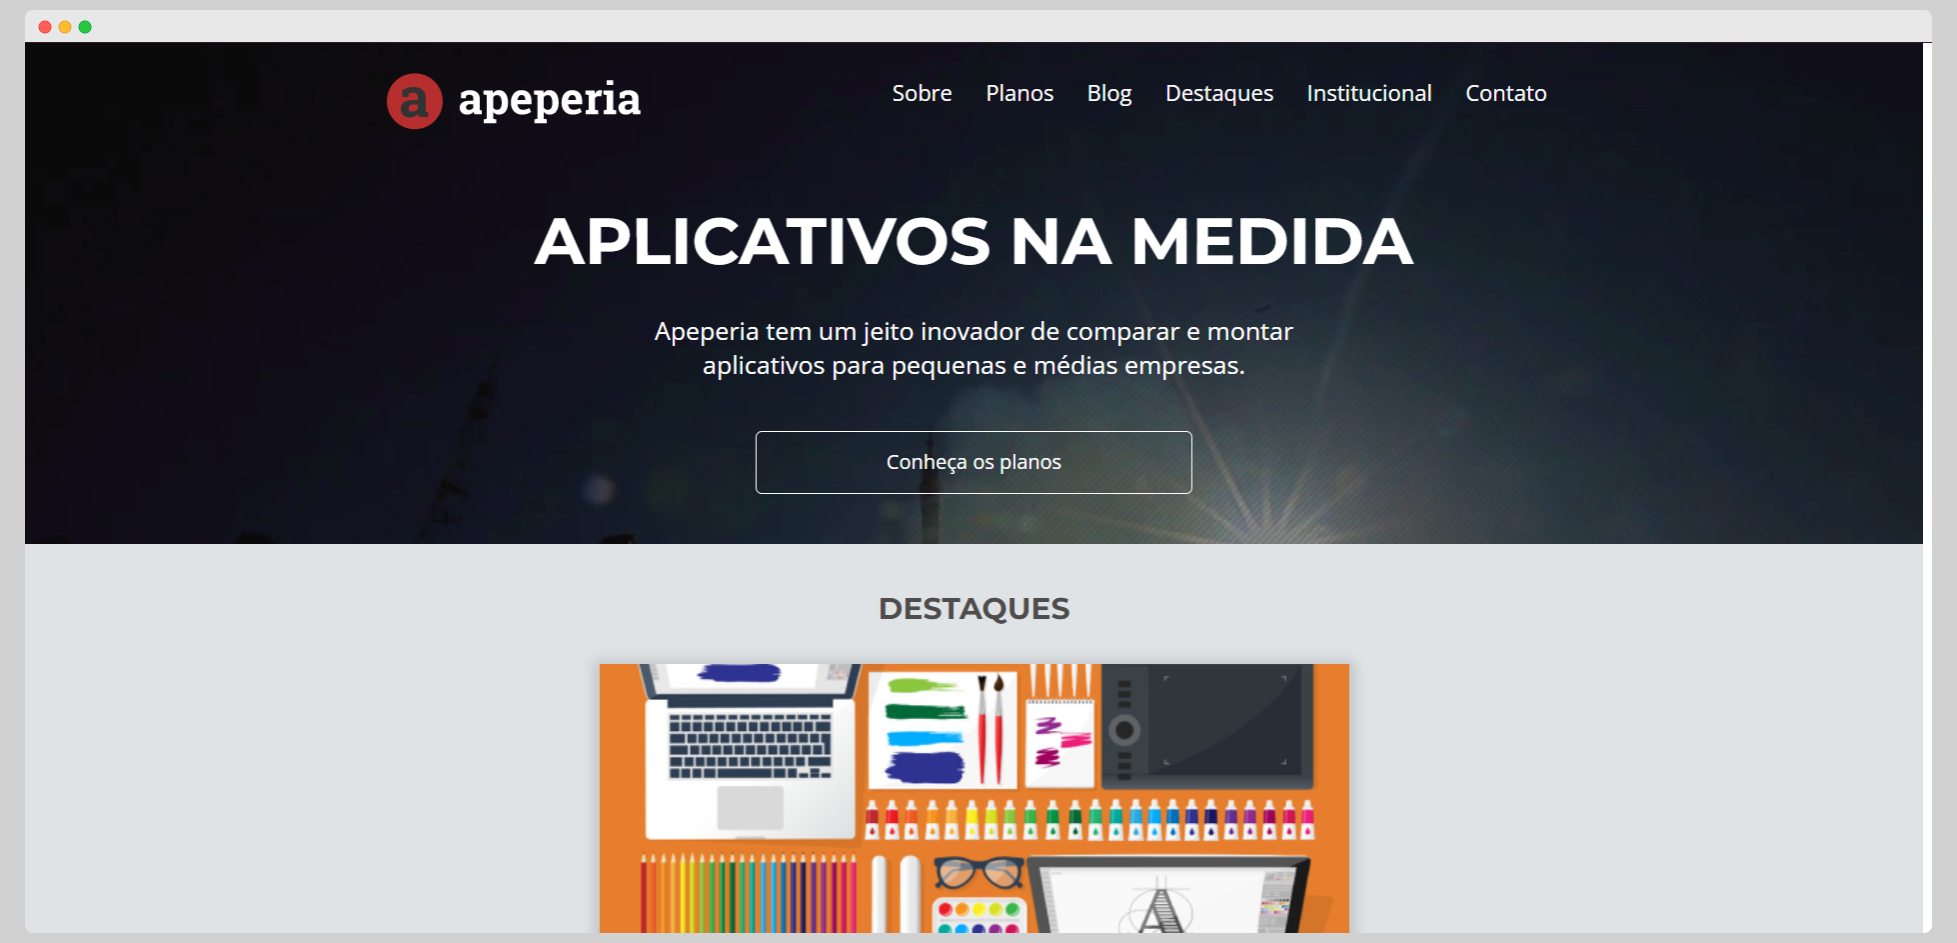 a apeperia
Sobre Planos Blog Destaques Institucional Contato
APLICATIVOS NA MEDIDA
Apeperia tem um jeito inovador de comparar e montar
aplicativos para pequenas e médias empresas.
Conheça os planos
DESTAQUES
A